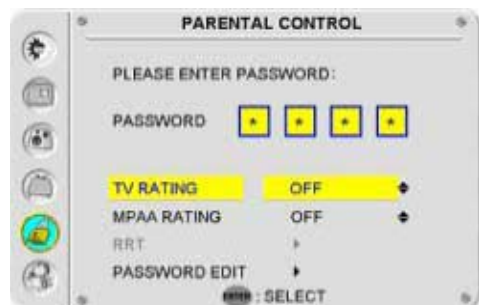 PARENTAL CONTROL
PLEASE ENTER PASSWORD:
PASSWORD * * * *
TV RATING OFF
MPAA RATING OFF
RRT
PASSWORD EDIT
ENTER : SELECT